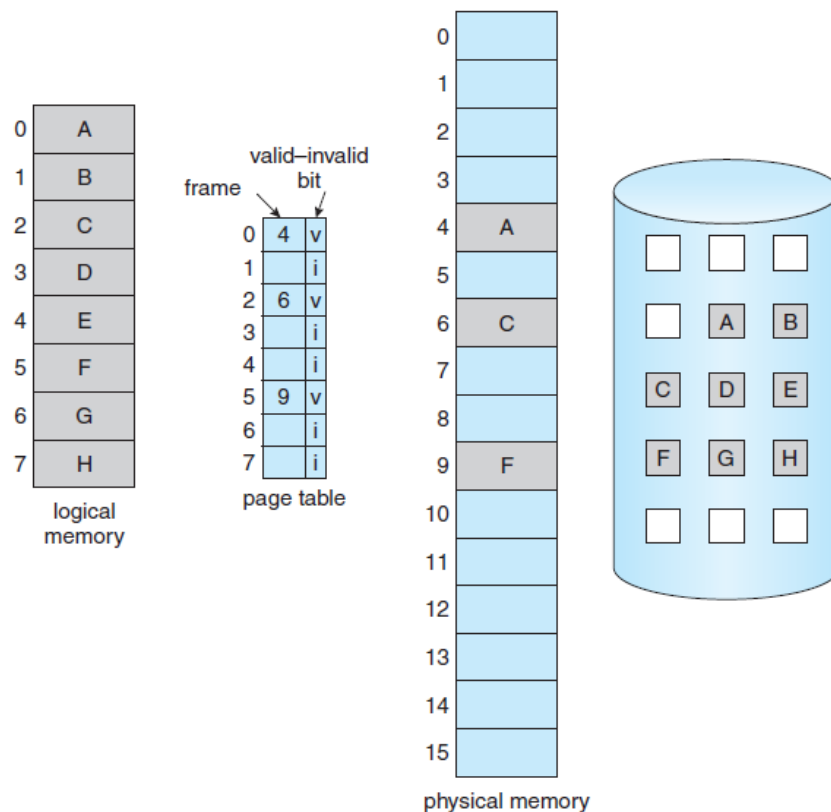 0 A
1 B
2 C
3 D
4 E
5 F
6 G
7 H
logical
memory
valid–invalid
bit
frame
0 4 v
1 i
2 6 v
3 i
4 i
5 9 v
6 i
7 i
page table
0
1
2
3
4 A
5
6 C
7
8
9 F
10
11
12
13
14
15
physical memory
A B
C D E
F G H